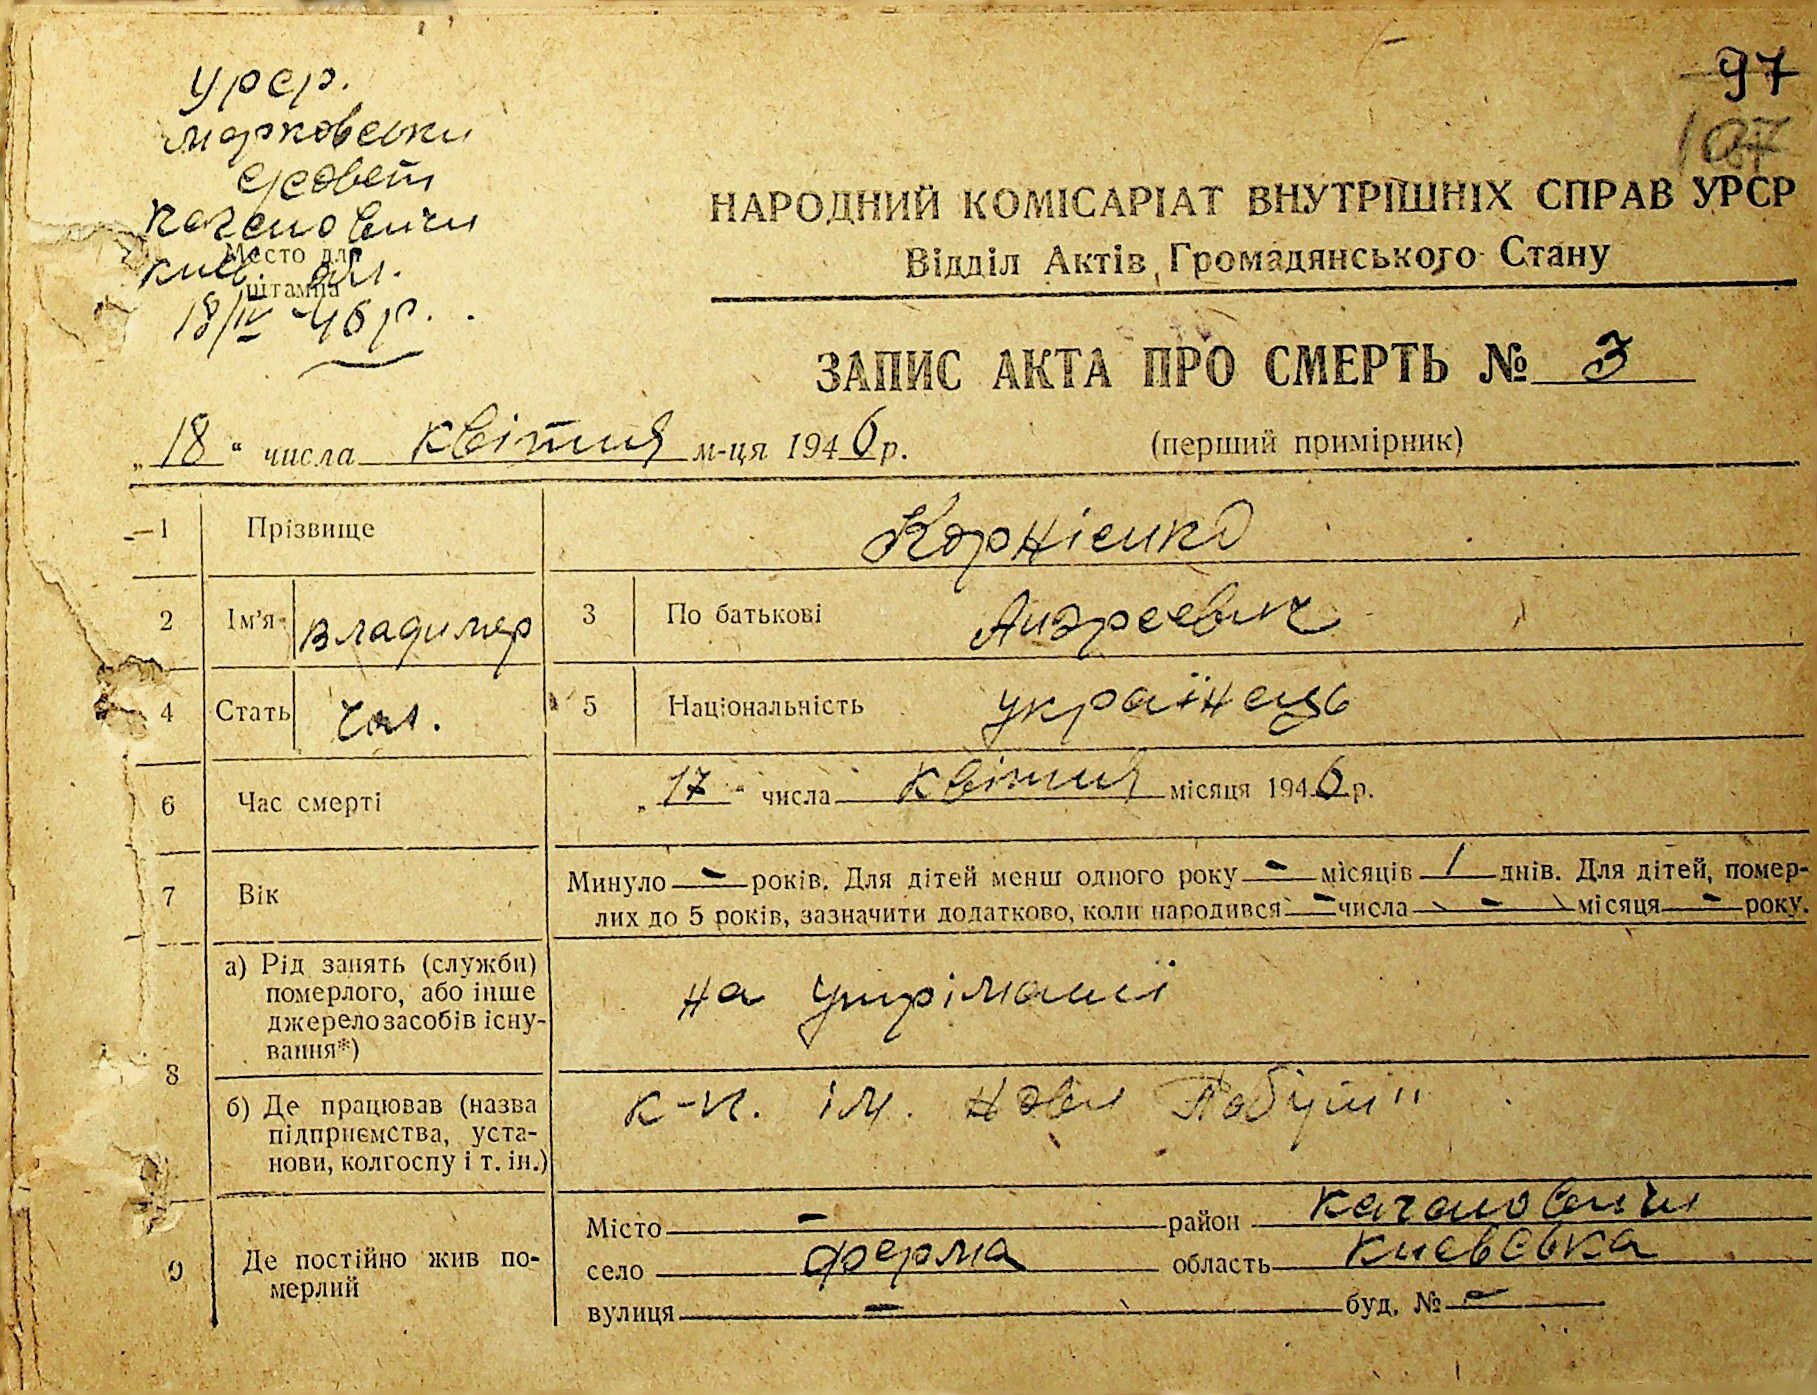 97
107
урср.
марковски
с/совет
Кагановичи
Київ обл.
Место для
штампа
18/IV-46 р.
НАРОДНИЙ КОМІСАРІАТ ВНУТРІШНІХ СПРАВ УРСР
Відділ Актів Громадянського Стану
ЗАПИС АКТА ПРО СМЕРТЬ № 3
„18“ числа квітня м-ця 1946 р.
(перший примірник)
1 Прізвище Корнієнко
2 Ім’я Владимер 3 По батькові Андреевич
4 Стать чол. 5 Національність українець
6 Час смерті „17“ числа квітня місяця 1946 р.
7 Вік Минуло - років. Для дітей менш одного року - місяців 1 днів. Для дітей, помер-
лих до 5 років, зазначити додатково, коли народився - числа - місяця - року.
8 а) Рід занять (служби)
померлого, або інше
джерело засобів існу-
вання*)
на утрімані
б) Де працював (назва
підприємства, уста-
нови, колгоспу і т. ін.)
к-п. ім.
9 Де постійно жив по-
мерлий
Місто - район Кагановичи
село ферма область Киевська
вулиця - буд. № -